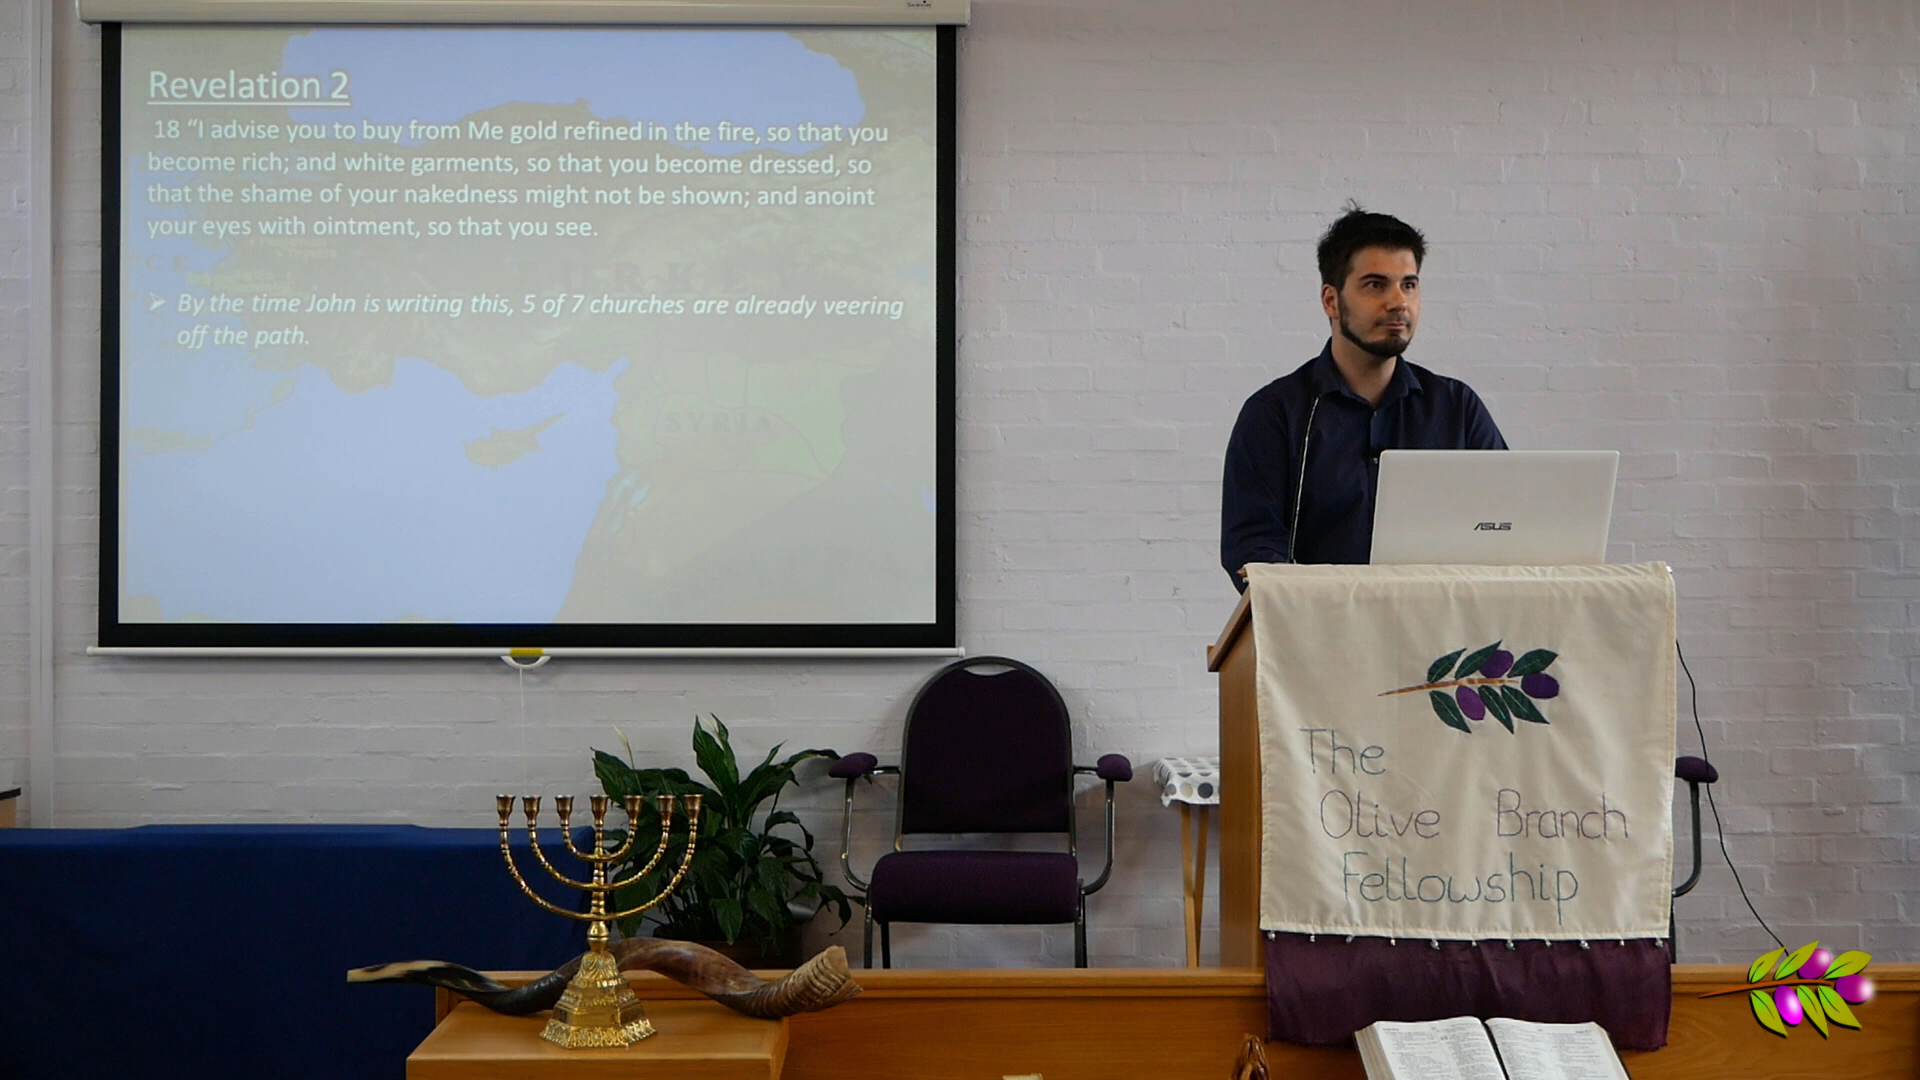 Revelation 2
18 “I advise you to buy from Me gold refined in the fire, so that you
become rich; and white garments, so that you become dressed, so
that the shame of your nakedness might not be shown; and anoint
your eyes with ointment, so that you see.
➢ By the time John is writing this, 5 of 7 churches are already veering
off the path.
SYRIA
ASUS
The
Olive Branch
Fellowship